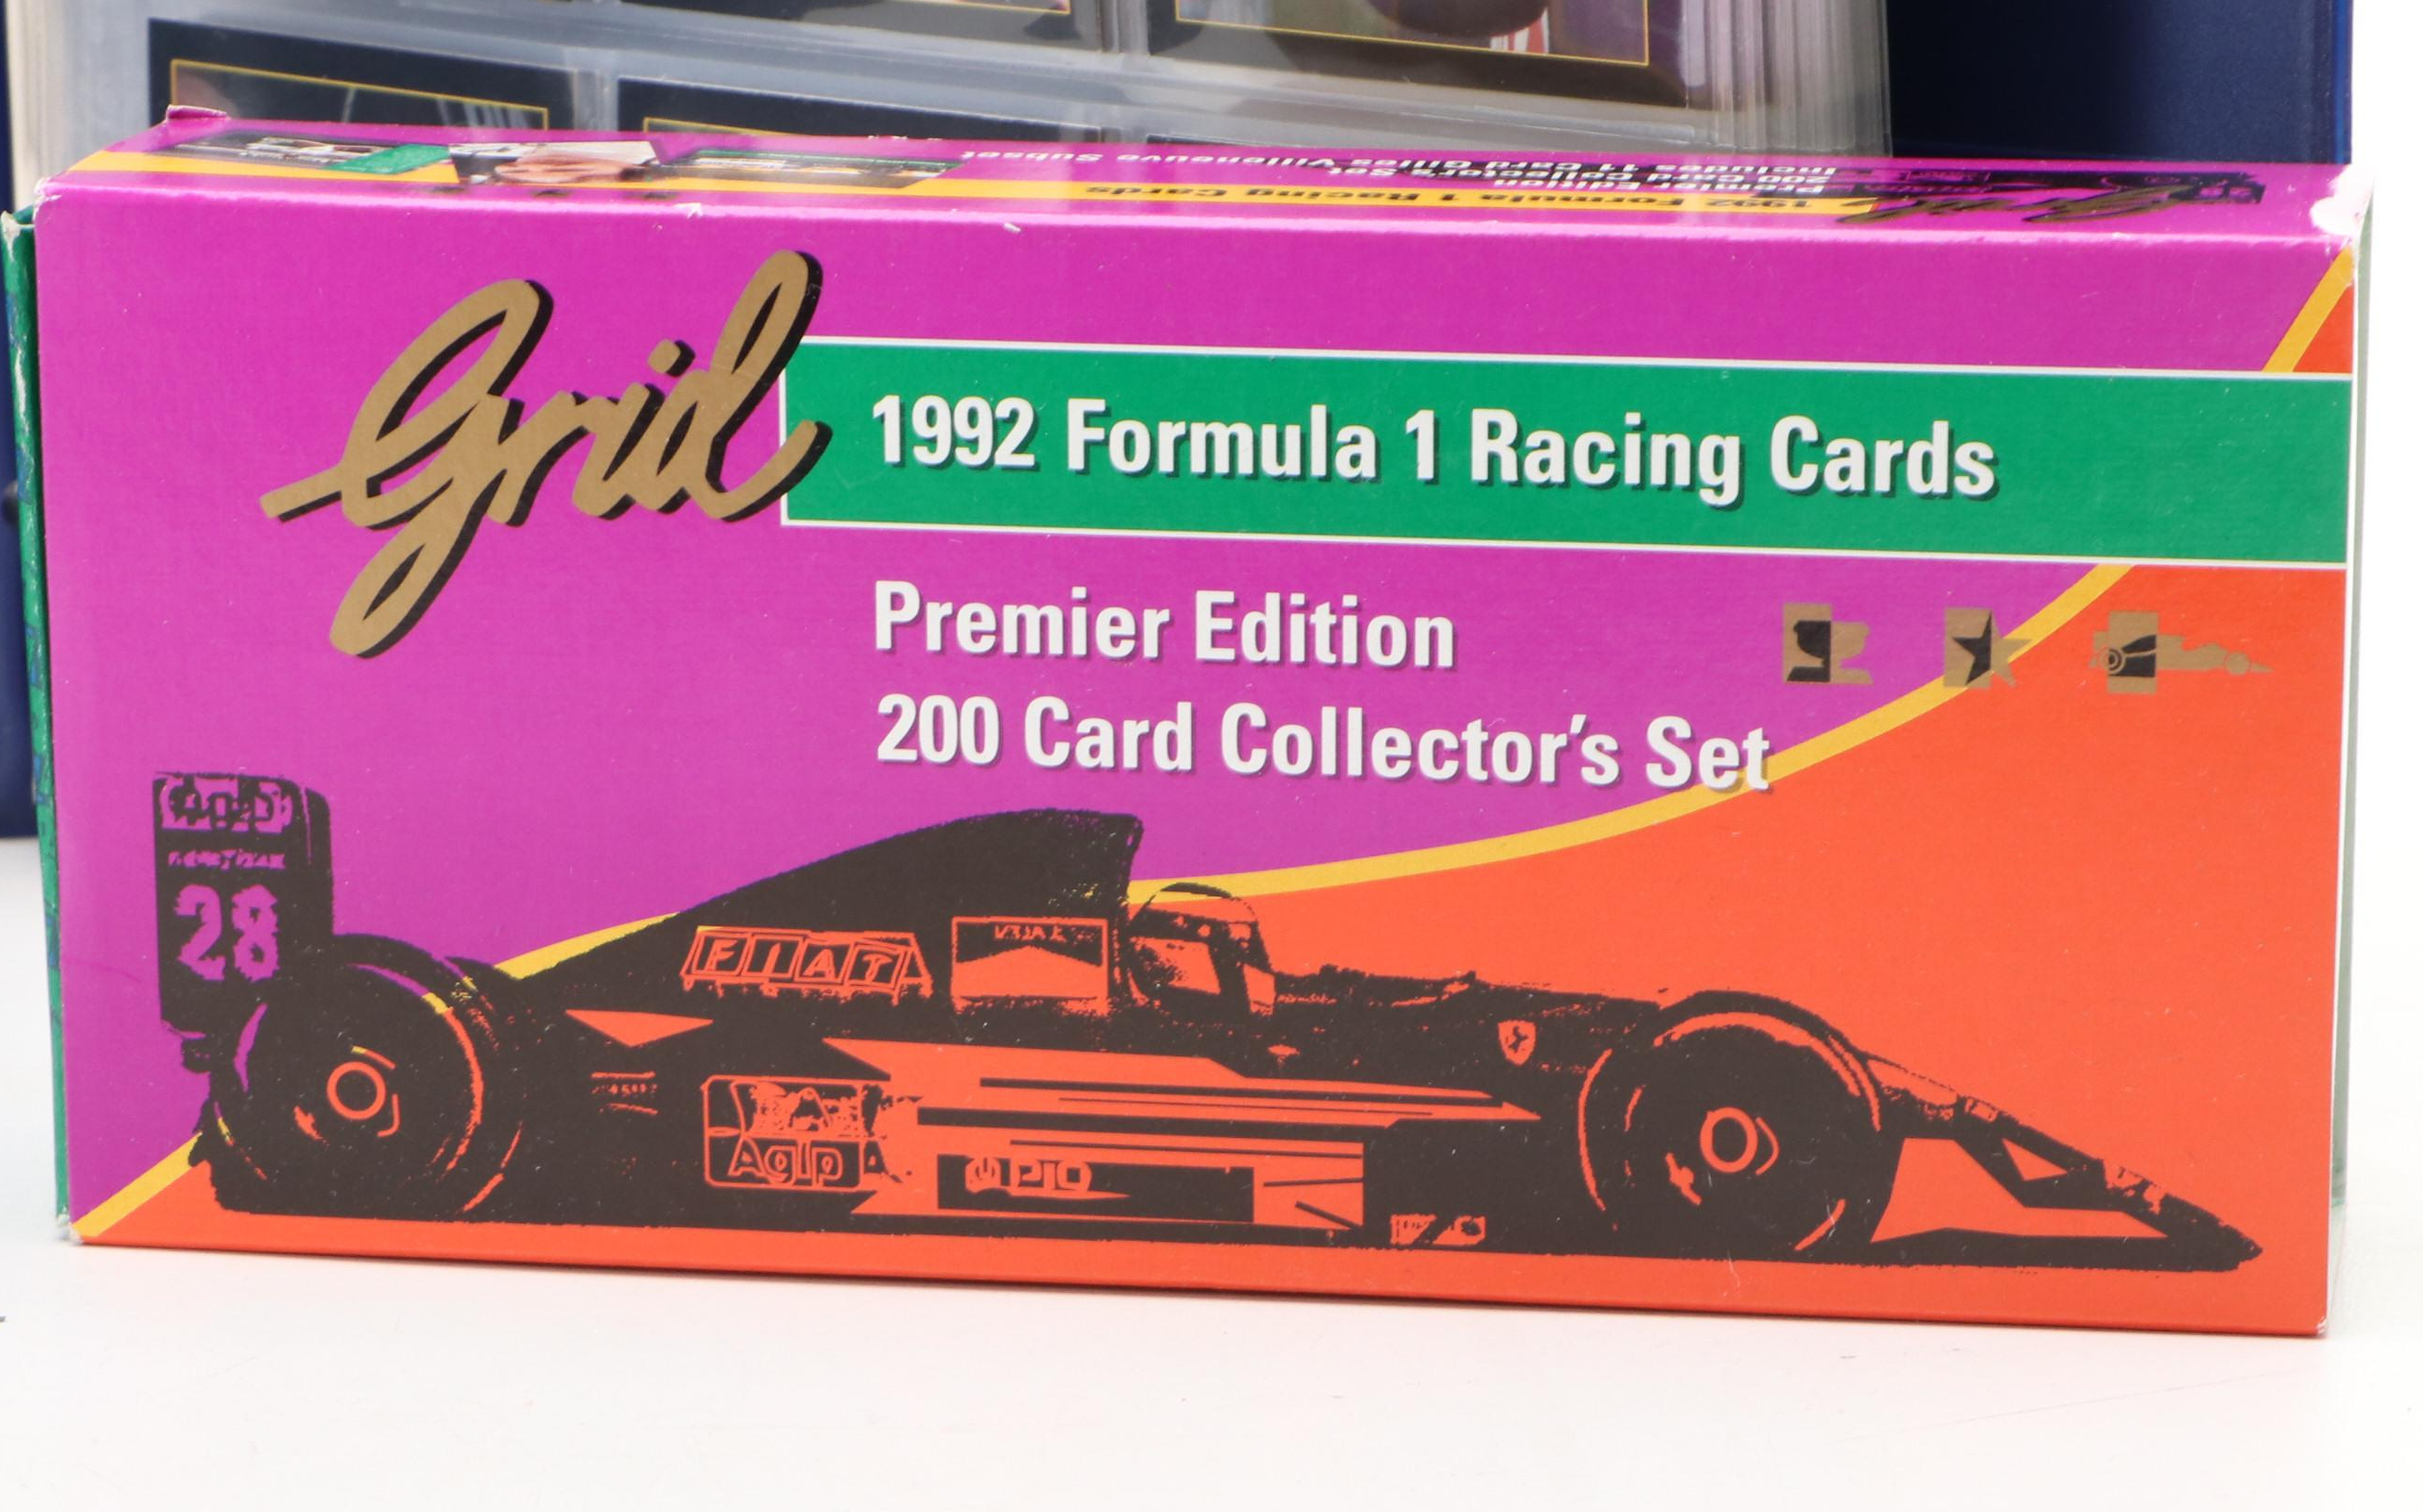 Includes 11 Card Gilles Villeneuve Subset
200 Card Collector's Set
Premier Edition
1992 Formula 1 Racing Cards
Grid
1992 Formula 1 Racing Cards
Premier Edition
200 Card Collector's Set
28
FIAT
Agip